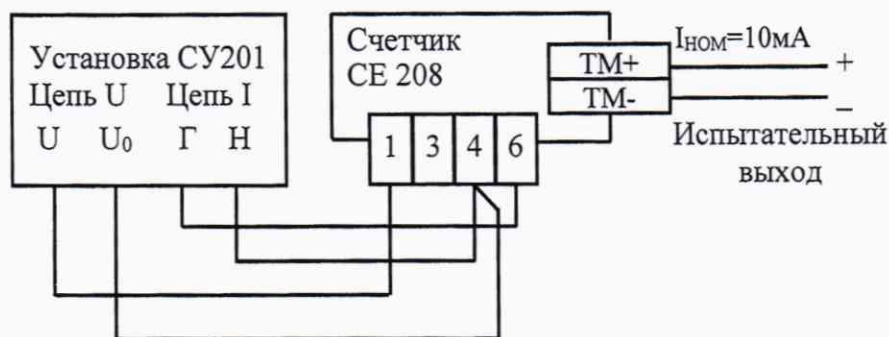 Установка СУ201
Цепь U Цепь I
U U₀ Г Н
Счетчик
СЕ 208
1 3 4 6
ТМ+
ТМ-
Iном=10мА
+
–
Испытательный
выход